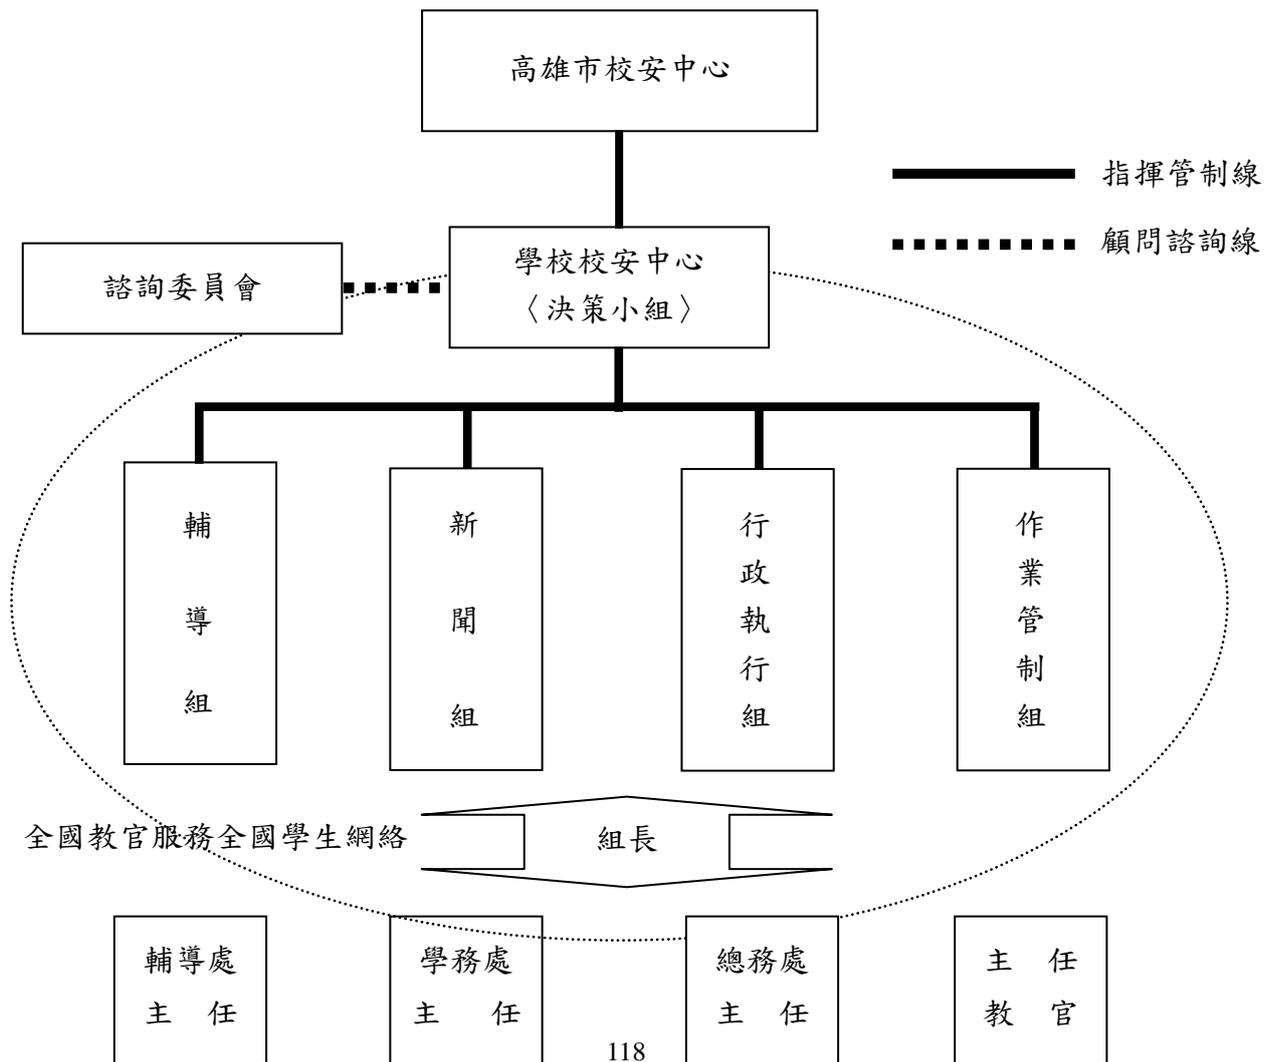 高雄市校安中心
指揮管制線
顧問諮詢線
諮詢委員會
學校校安中心
〈決策小組〉
輔導組
新聞組
行政執行組
作業管制組
全國教官服務全國學生網絡
組長
輔導處
主 任
學務處
主 任
總務處
主 任
主 任
教 官
118